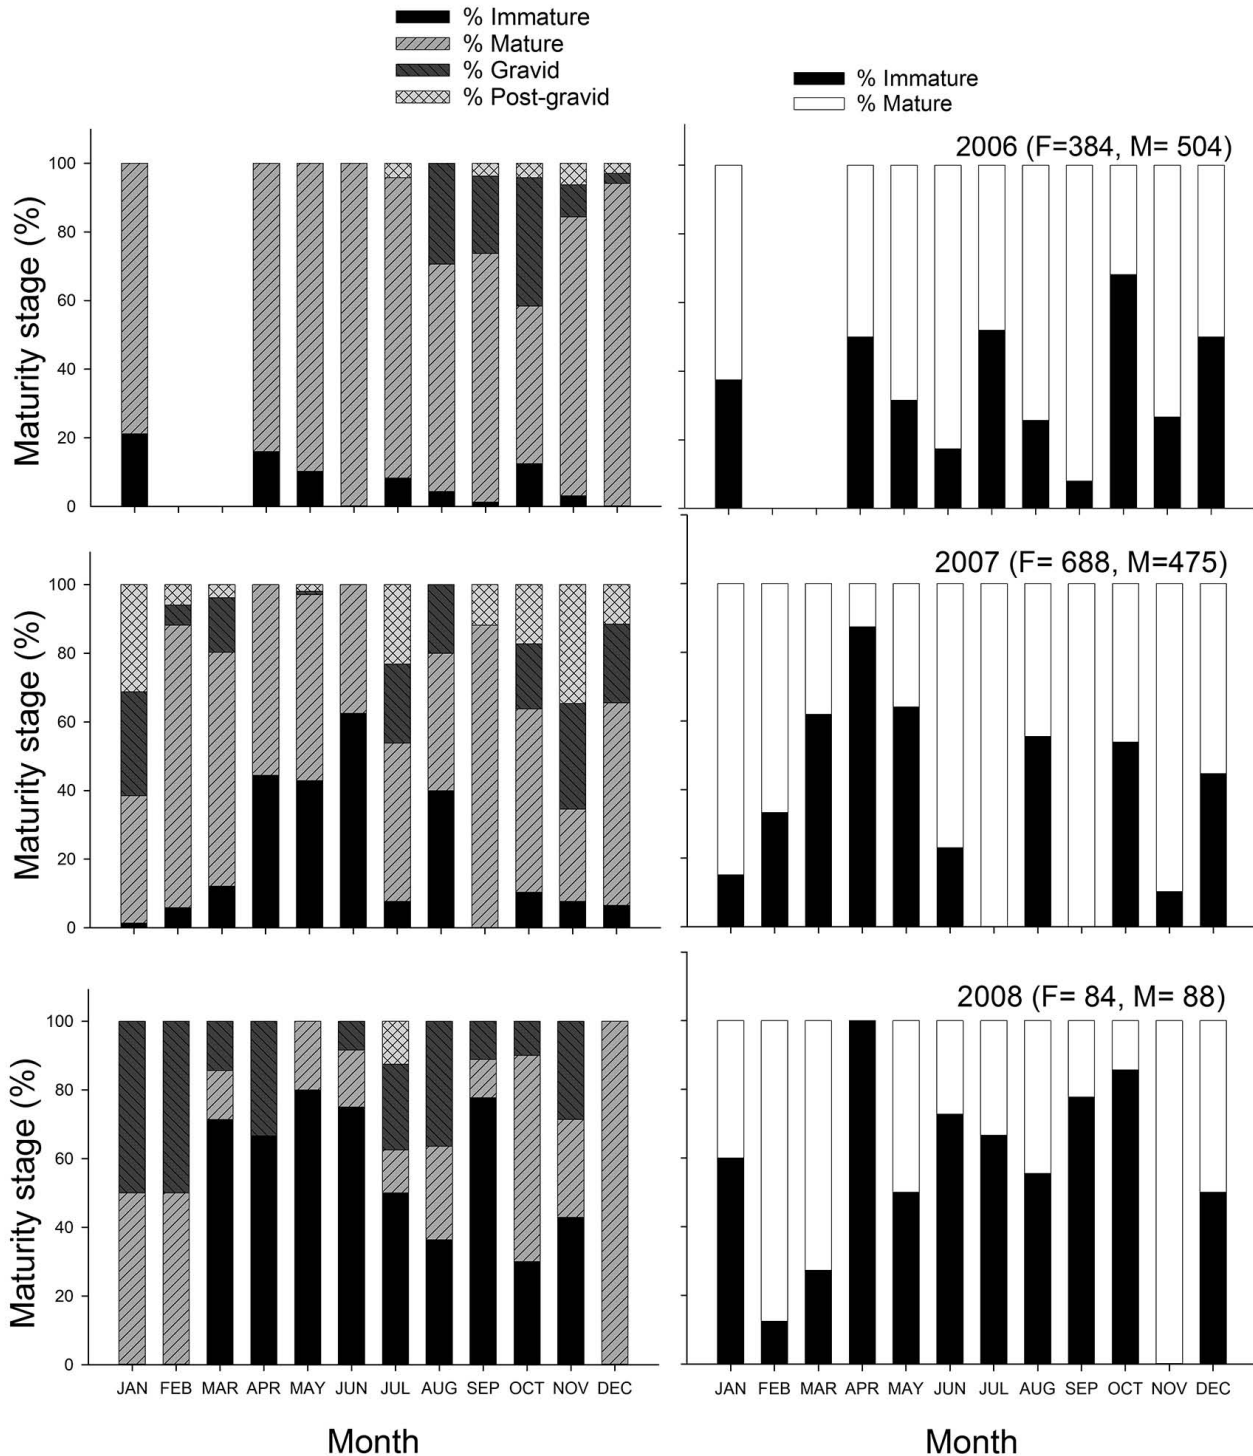 % Immature
% Mature
% Gravid
% Post-gravid
% Immature
% Mature
Maturity stage (%)
100
80
60
40
20
0
2006 (F=384, M= 504)
Maturity stage (%)
100
80
60
40
20
0
2007 (F= 688, M=475)
Maturity stage (%)
100
80
60
40
20
0
JAN FEB MAR APR MAY JUN JUL AUG SEP OCT NOV DEC
Month
2008 (F= 84, M= 88)
JAN FEB MAR APR MAY JUN JUL AUG SEP OCT NOV DEC
Month